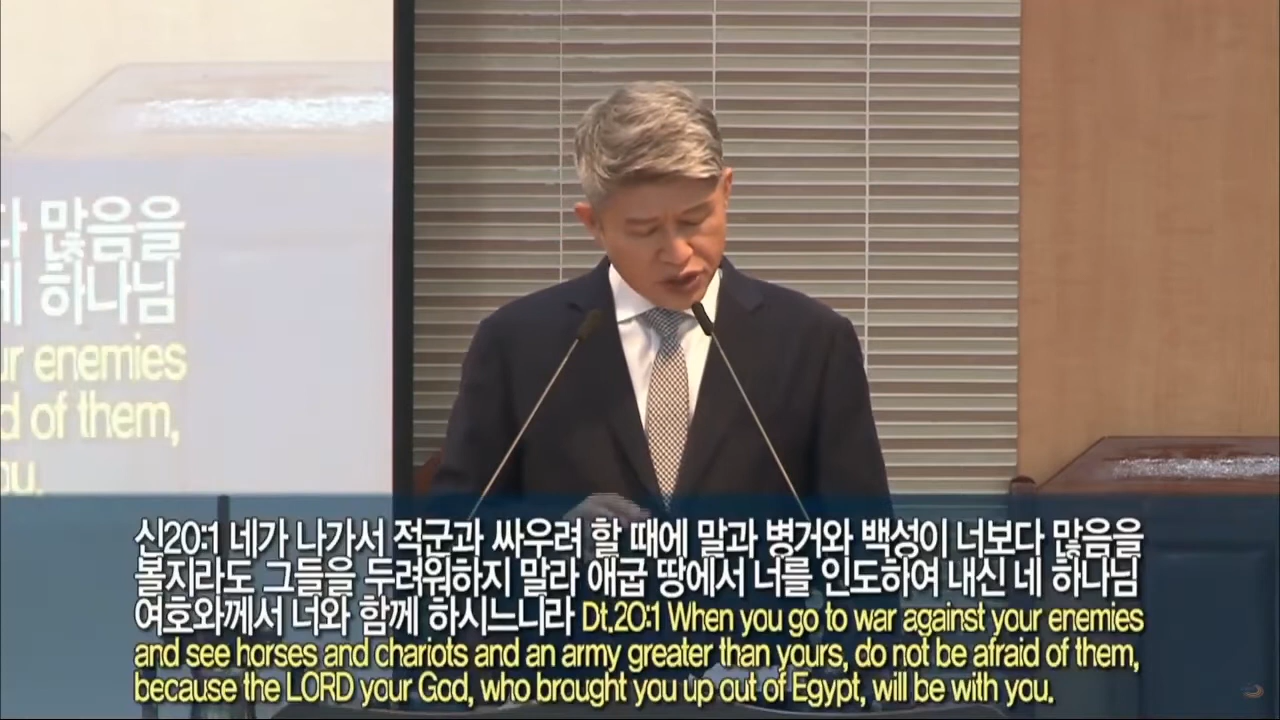 다 많음을
하나님
ur enemies
d of them,
ou.
신20:1 네가 나가서 적군과 싸우려 할 때에 말과 병거와 백성이 너보다 많음을
볼지라도 그들을 두려워하지 말라 애굽 땅에서 너를 인도하여 내신 네 하나님
여호와께서 너와 함께 하시느니라 Dt.20:1 When you go to war against your enemies
and see horses and chariots and an army greater than yours, do not be afraid of them,
because the LORD your God, who brought you up out of Egypt, will be with you.